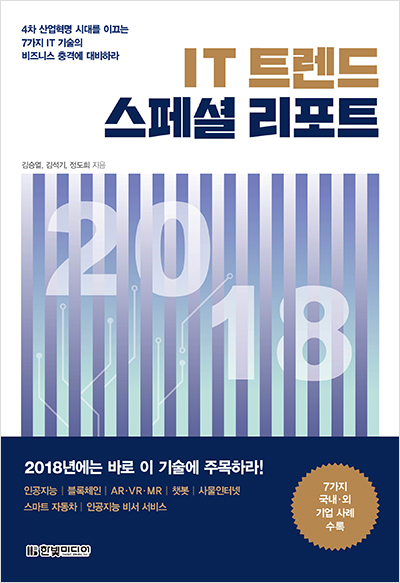 4차 산업혁명 시대를 이끄는
7가지 IT 기술의
비즈니스 충격에 대비하라
IT 트렌드
스페셜 리포트
김승열, 김석기, 정도희 지음
20
18
2018년에는 바로 이 기술에 주목하라!
인공지능 | 블록체인 | AR·VR·MR | 챗봇 | 사물인터넷
스마트 자동차 | 인공지능 비서 서비스
7가지
국내·외
기업 사례
수록
한빛미디어